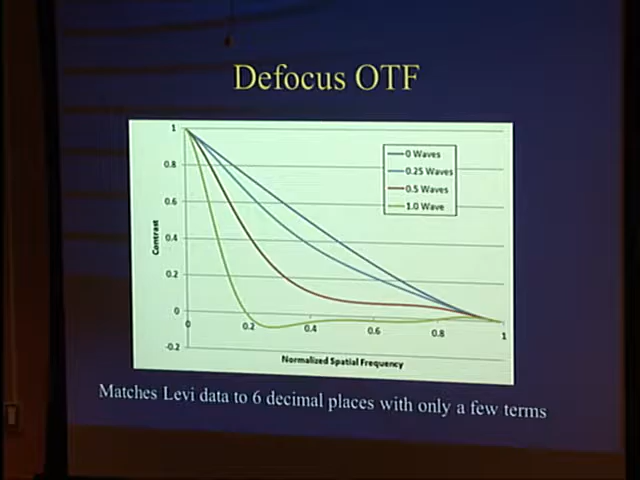 Defocus OTF
1
0.8
0.6
0.4
0.2
0
-0.2
Contrast
0 Waves
0.25 Waves
0.5 Waves
1.0 Wave
0 0.2 0.4 0.6 0.8 1
Normalized Spatial Frequency
Matches Levi data to 6 decimal places with only a few terms